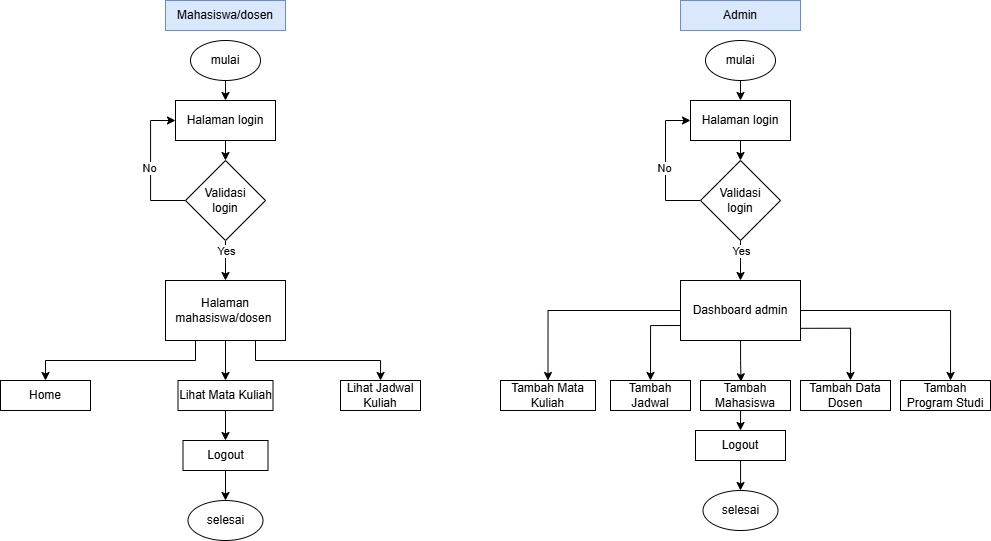 Mahasiswa/dosen
mulai
Halaman login
No
Validasi
login
Yes
Halaman
mahasiswa/dosen
Home
Lihat Mata Kuliah
Lihat Jadwal
Kuliah
Logout
selesai
Admin
mulai
Halaman login
No
Validasi
login
Yes
Dashboard admin
Tambah Mata
Kuliah
Tambah
Jadwal
Tambah
Mahasiswa
Tambah Data
Dosen
Tambah
Program Studi
Logout
selesai